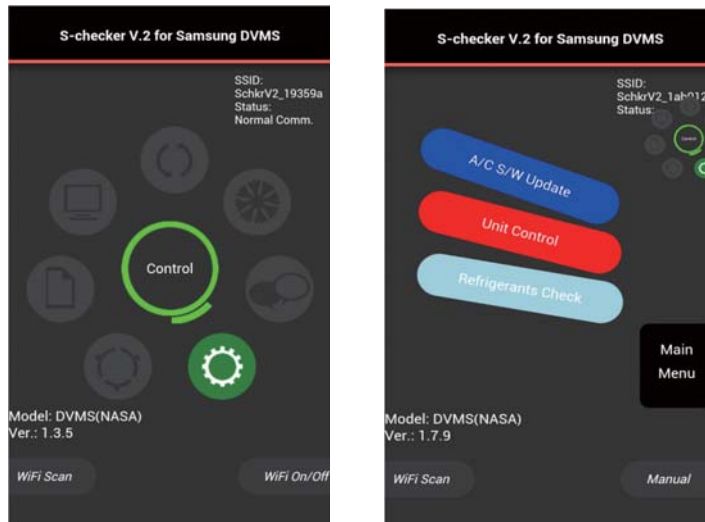 S-checker V.2 for Samsung DVMS
SSID:
SchkrV2_19359a
Status:
Normal Comm.
Control
Model: DVMS(NASA)
Ver.: 1.3.5
WiFi Scan
WiFi On/Off
S-checker V.2 for Samsung DVMS
SSID:
Status:
A/C S/W Update
Unit Control
Refrigerants Check
Main
Menu
Model: DVMS(NASA)
Ver.: 1.7.9
WiFi Scan
Manual